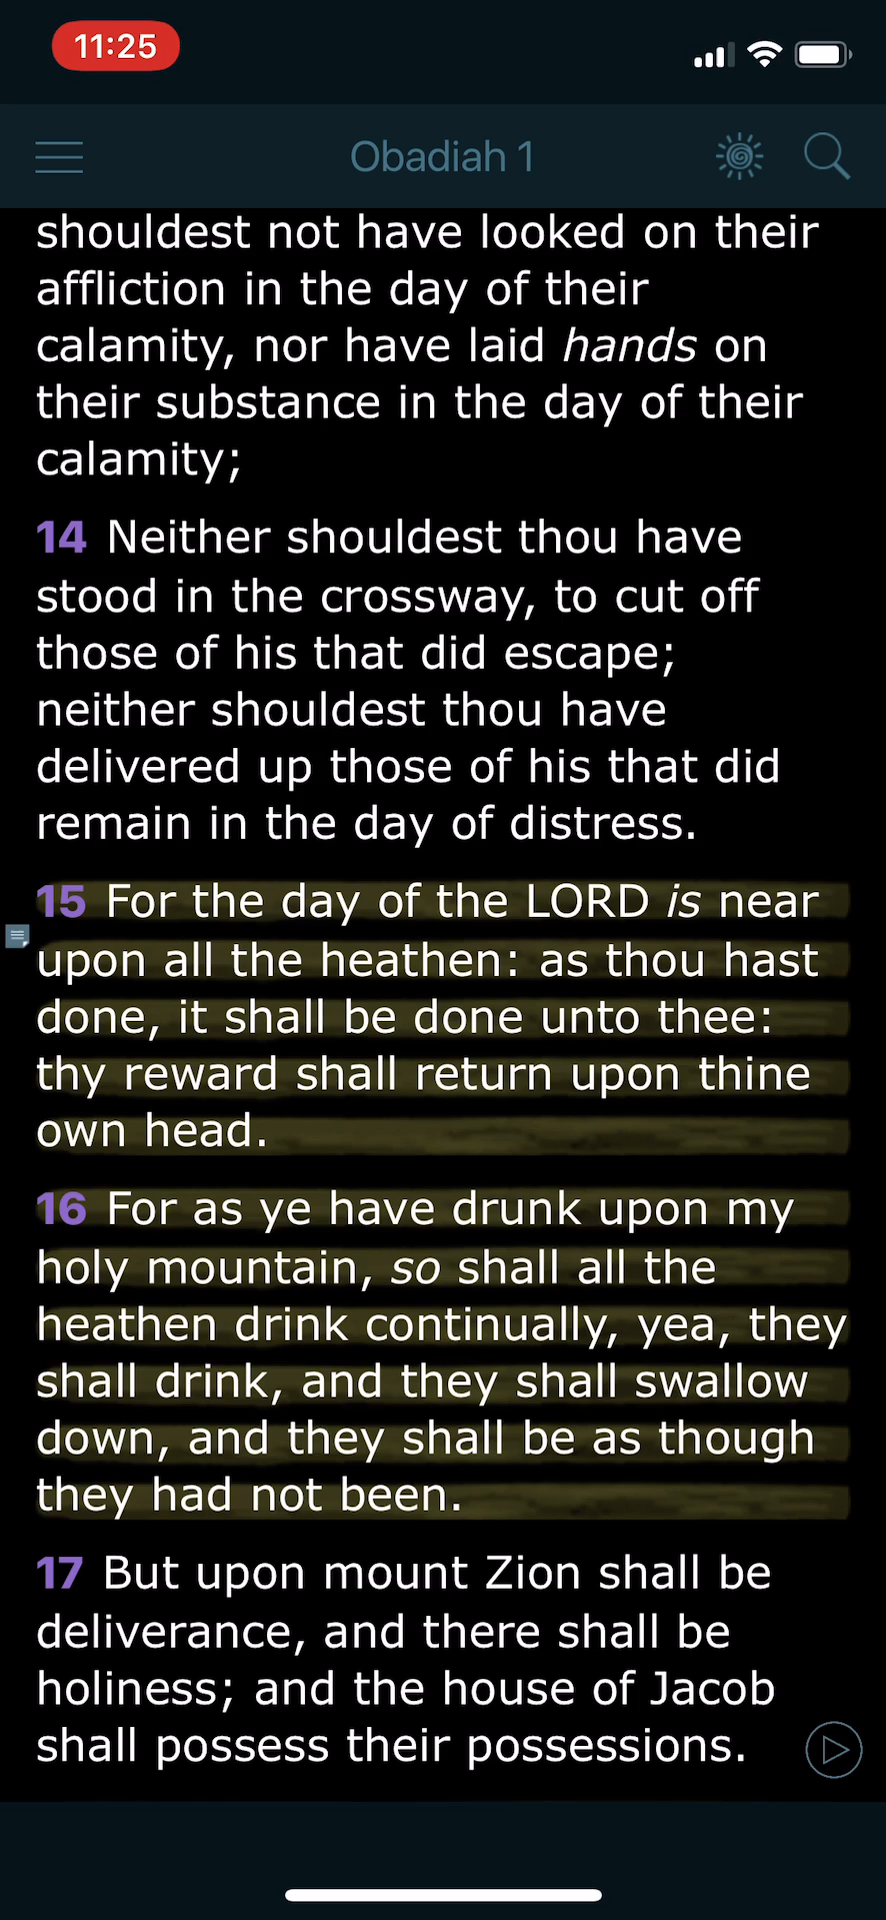 11:25
Obadiah 1
shouldest not have looked on their
affliction in the day of their
calamity, nor have laid hands on
their substance in the day of their
calamity;
14 Neither shouldest thou have
stood in the crossway, to cut off
those of his that did escape;
neither shouldest thou have
delivered up those of his that did
remain in the day of distress.
15 For the day of the LORD is near
upon all the heathen: as thou hast
done, it shall be done unto thee:
thy reward shall return upon thine
own head.
16 For as ye have drunk upon my
holy mountain, so shall all the
heathen drink continually, yea, they
shall drink, and they shall swallow
down, and they shall be as though
they had not been.
17 But upon mount Zion shall be
deliverance, and there shall be
holiness; and the house of Jacob
shall possess their possessions.